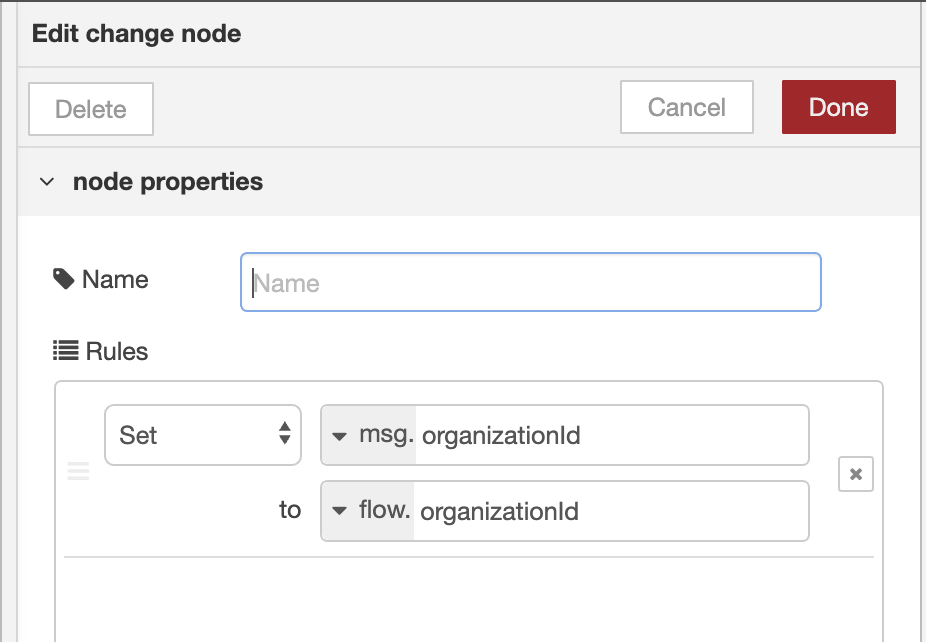 Edit change node
Delete Cancel Done
node properties
Name Name
Rules
Set msg. organizationId
to flow. organizationId